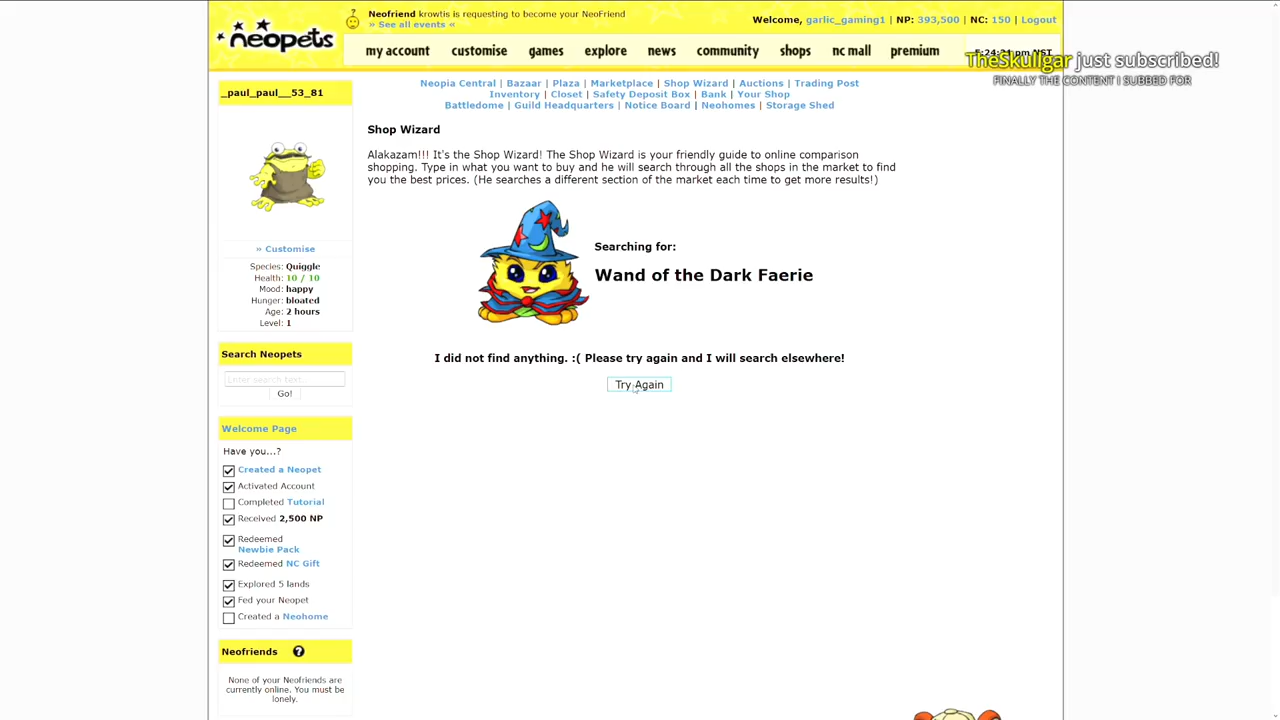 neopets
Neofriend krowtis is requesting to become your NeoFriend
» See all events «
Welcome, garlic_gaming1 | NP: 393,500 | NC: 150 | Logout
my account customise games explore news community shops nc mall premium
TheSkullgar just subscribed!
FINALLY THE CONTENT I SUBBED FOR
_paul_paul__53_81
Neopia Central | Bazaar | Plaza | Marketplace | Shop Wizard | Auctions | Trading Post
Inventory | Closet | Safety Deposit Box | Bank | Your Shop
Battledome | Guild Headquarters | Notice Board | Neohomes | Storage Shed
Shop Wizard
Alakazam!!! It's the Shop Wizard! The Shop Wizard is your friendly guide to online comparison
shopping. Type in what you want to buy and he will search through all the shops in the market to find
you the best prices. (He searches a different section of the market each time to get more results!)
Searching for:
Wand of the Dark Faerie
I did not find anything. :( Please try again and I will search elsewhere!
Try Again
» Customise
Species: Quiggle
Health: 10 / 10
Mood: happy
Hunger: bloated
Age: 2 hours
Level: 1
Search Neopets
Enter search text...
Go!
Welcome Page
Have you...?
Created a Neopet
Activated Account
Completed Tutorial
Received 2,500 NP
Redeemed
Newbie Pack
Redeemed NC Gift
Explored 5 lands
Fed your Neopet
Created a Neohome
Neofriends ?
None of your Neofriends are
currently online. You must be
lonely.